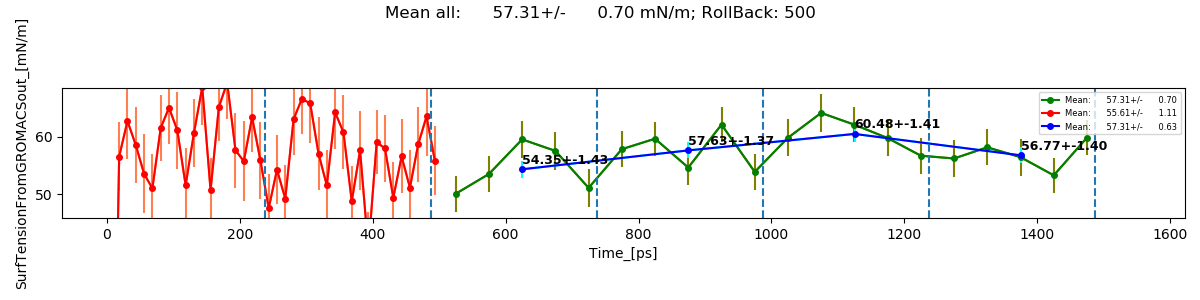 Mean all: 57.31+/- 0.70 mN/m; RollBack: 500
SurfTensionFromGROMACSout_[mN/m]
60
50
54.35+-1.43
57.63+-1.37
60.48+-1.41
56.77+-1.40
Mean: 57.31+/- 0.70
Mean: 55.61+/- 1.11
Mean: 57.31+/- 0.63
0 200 400 600 800 1000 1200 1400 1600
Time_[ps]